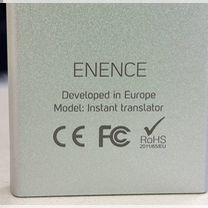 ENENCE
Developed in Europe
Model: Instant translator
CE FC RoHS
2011/65/EU